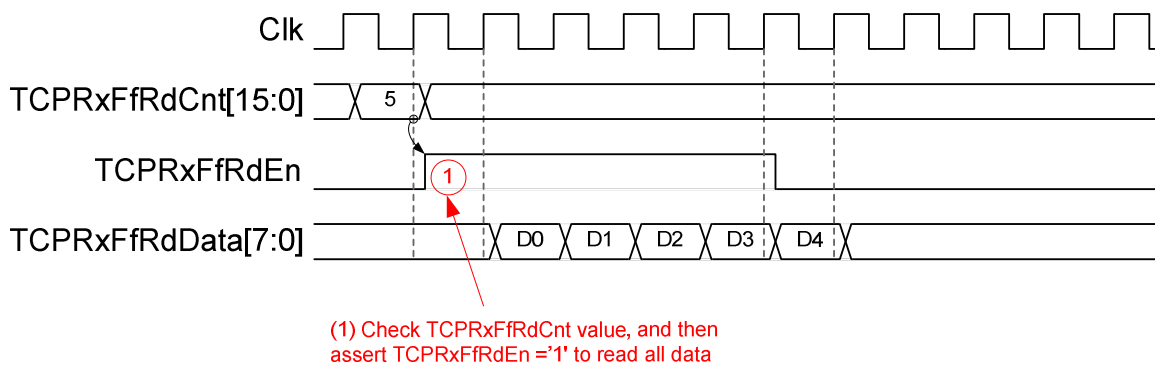 Clk
TCPRxFfRdCnt[15:0]
5
TCPRxFfRdEn
1
TCPRxFfRdData[7:0]
D0
D1
D2
D3
D4
(1) Check TCPRxFfRdCnt value, and then
assert TCPRxFfRdEn ='1' to read all data